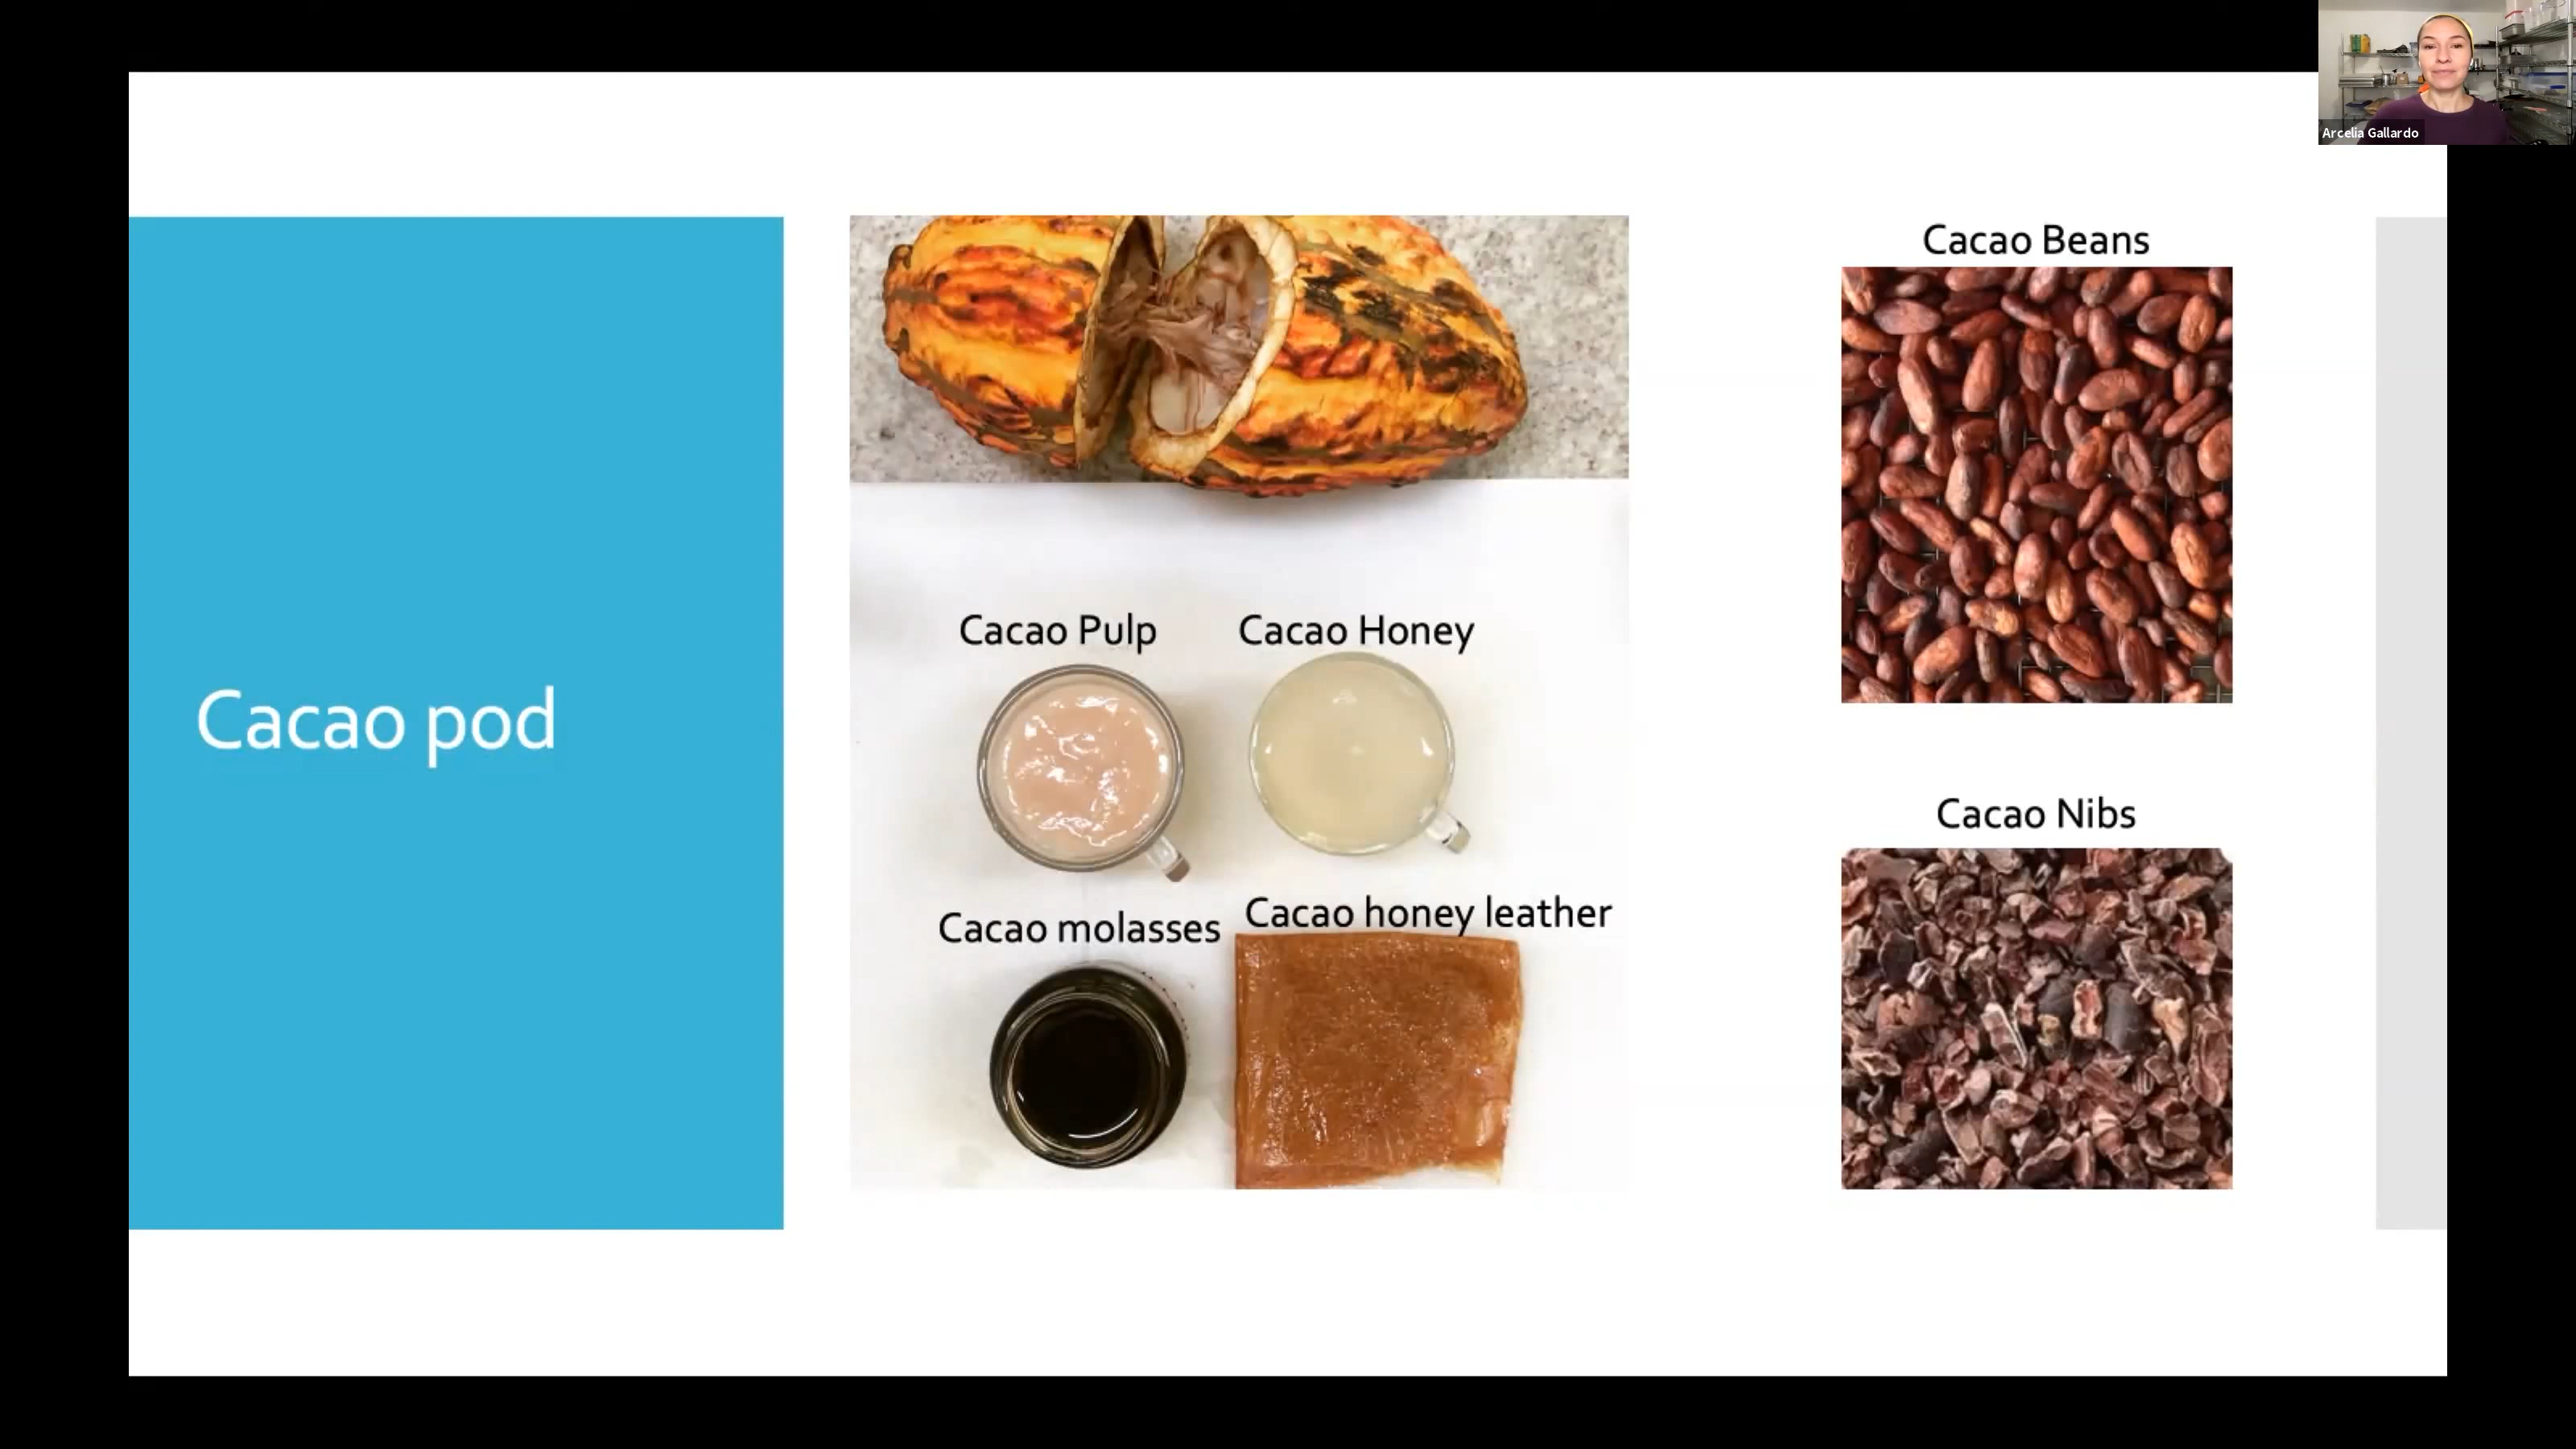 Arcelia Gallardo
Cacao pod
Cacao Pulp
Cacao Honey
Cacao molasses
Cacao honey leather
Cacao Beans
Cacao Nibs